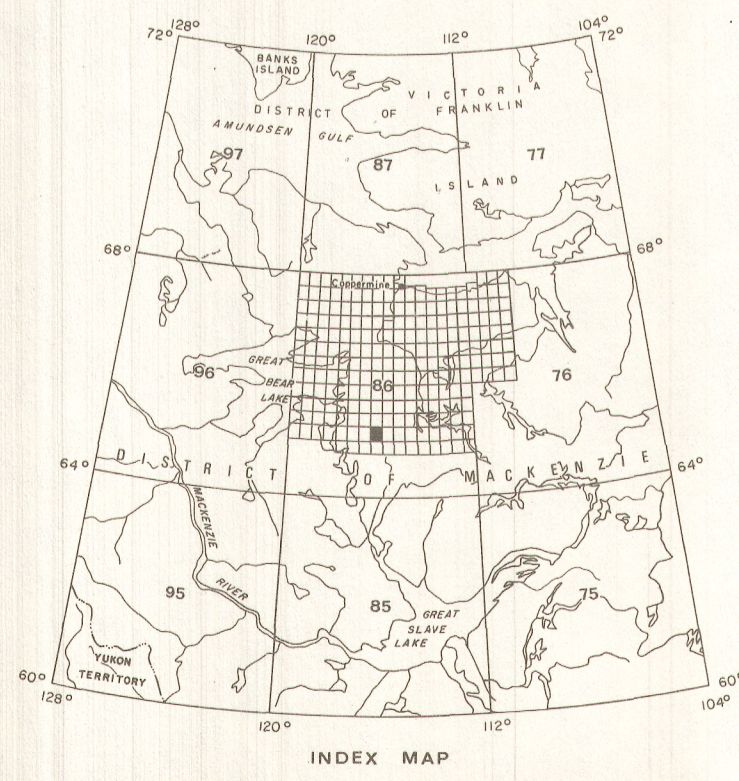 128°
120°
112°
104°
72°
72°
BANKS
ISLAND
VICTORIA
DISTRICT OF FRANKLIN
AMUNDSEN GULF
97
87
77
ISLAND
68°
68°
Coppermine
GREAT
96
BEAR
86
76
LAKE
64°
DISTRICT OF MACKENZIE
64°
MACKENZIE
RIVER
95
85
75
GREAT
SLAVE
LAKE
YUKON
TERRITORY
60°
60°
128°
120°
112°
104°
INDEX MAP